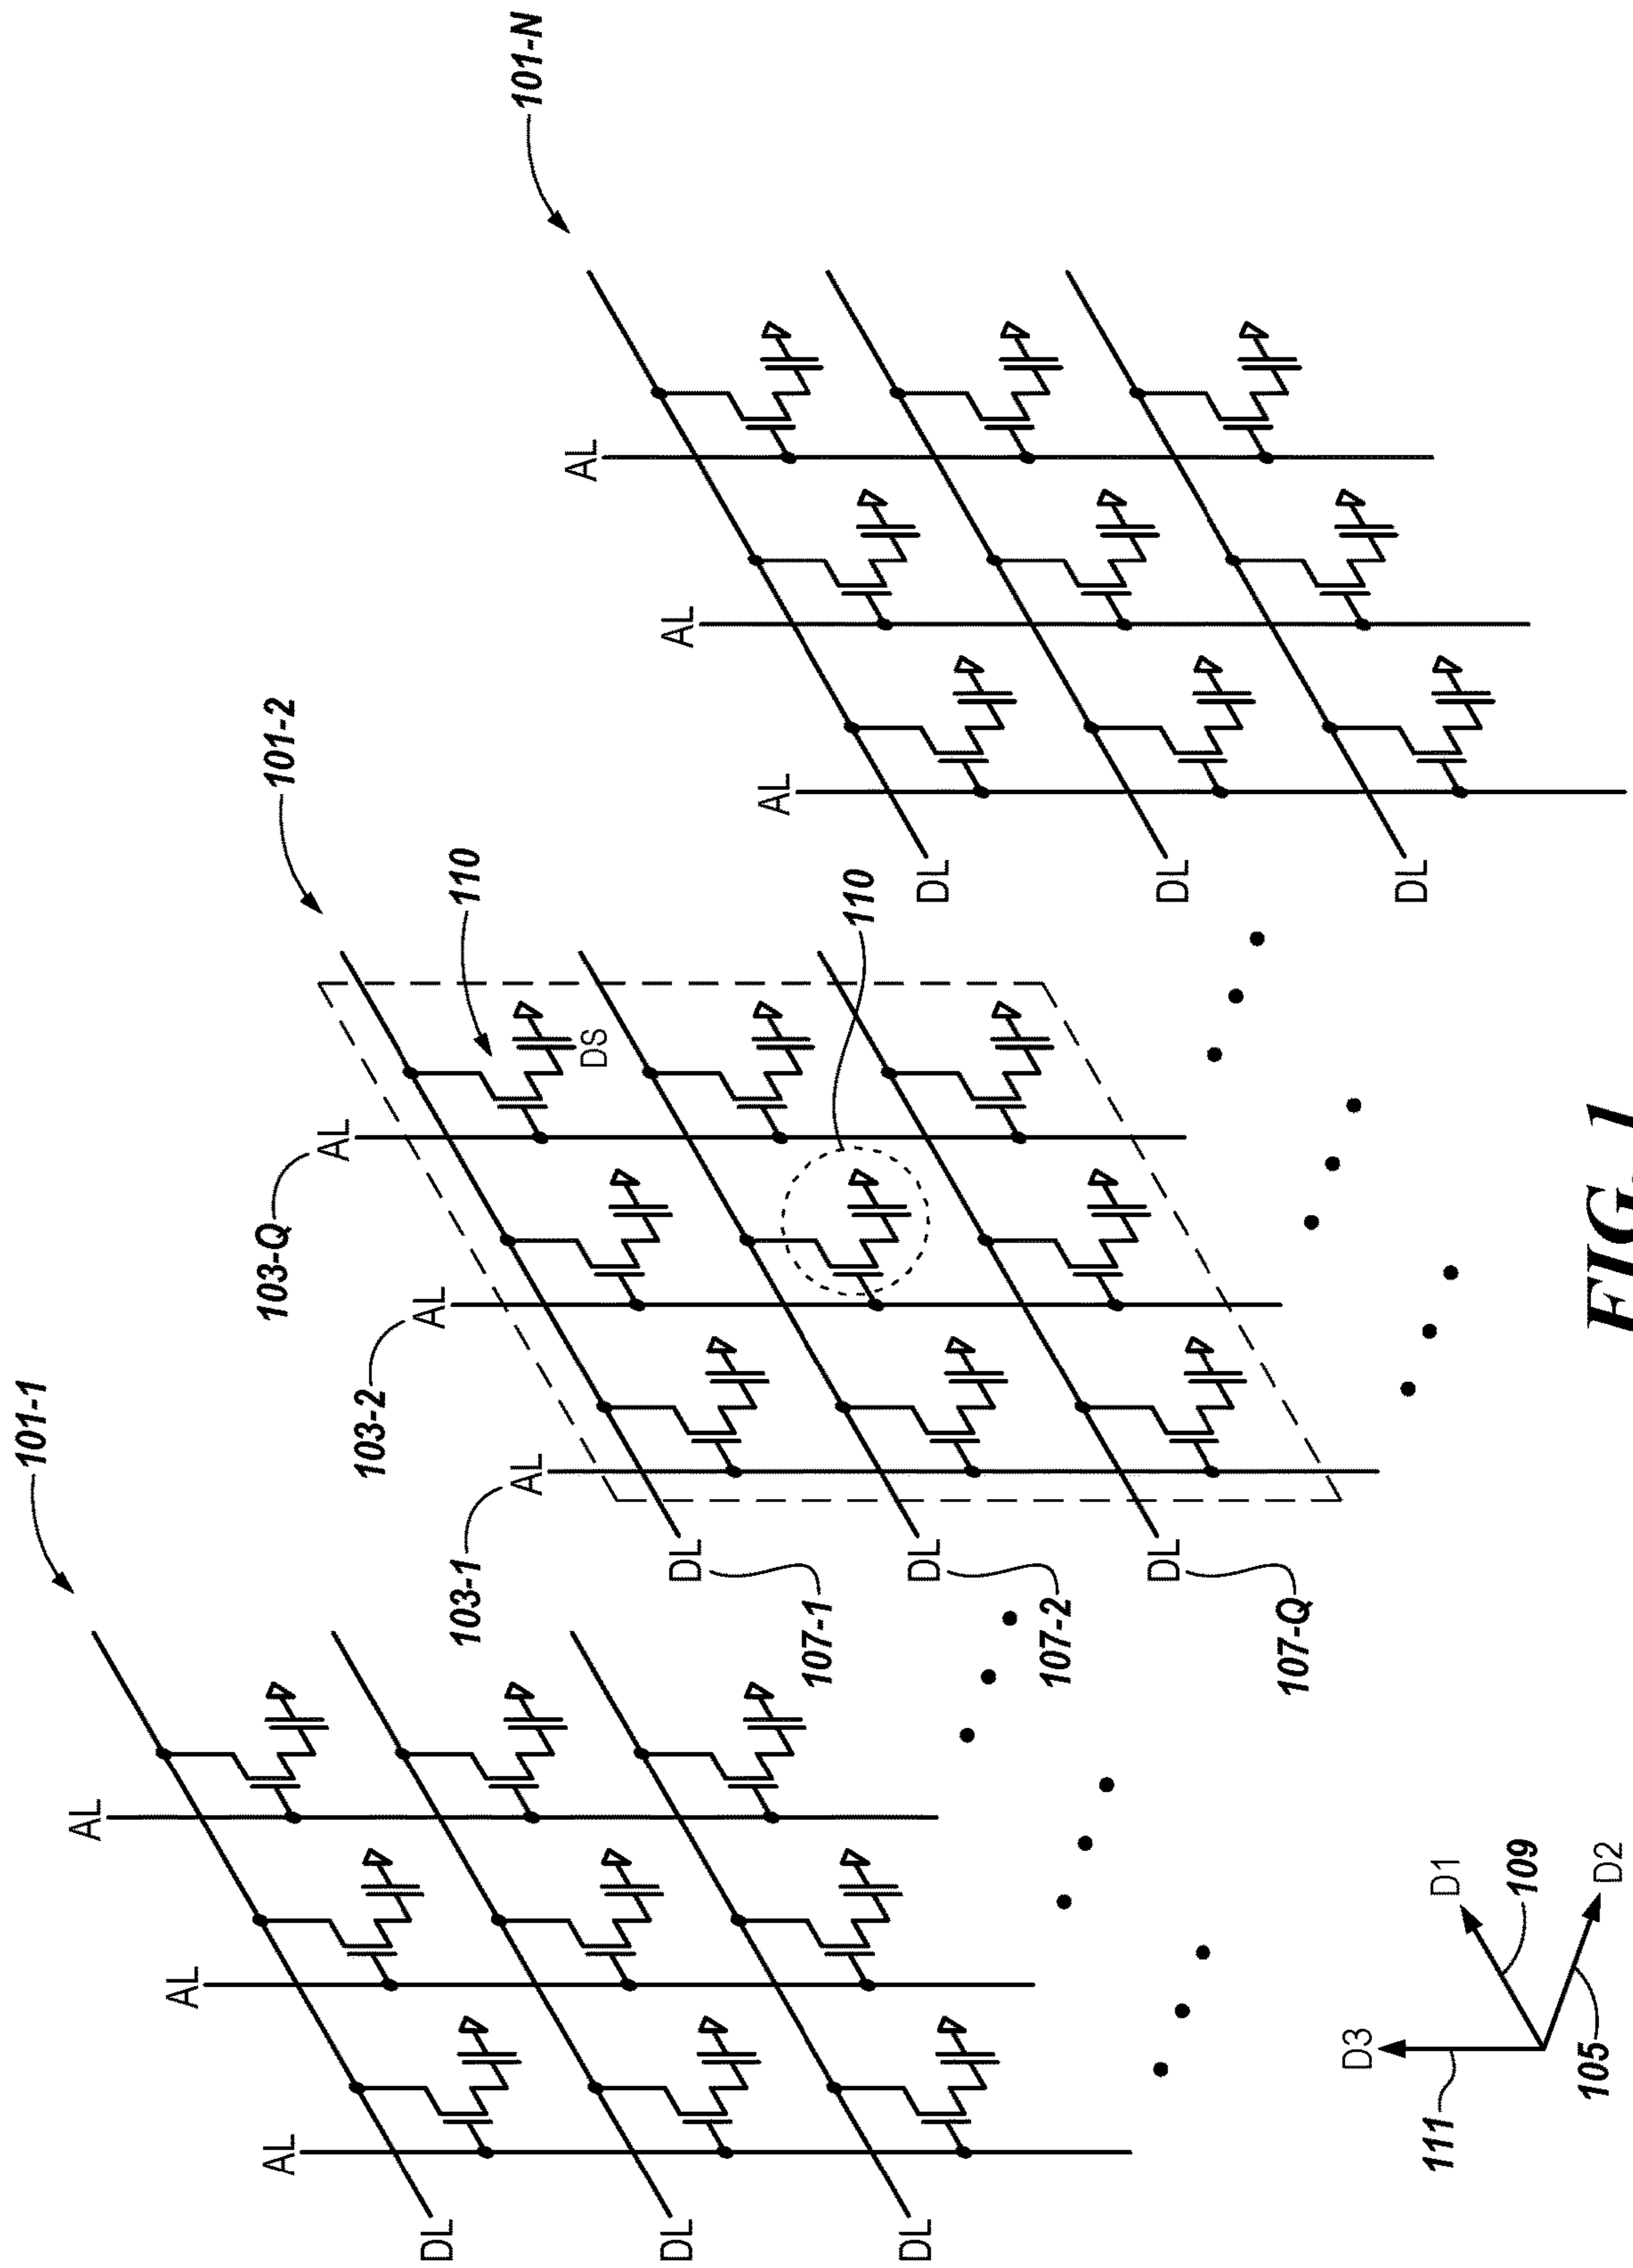 101-1
101-2
101-N
AL
AL
AL
DL
DL
DL
103-1
103-2
103-Q
AL
AL
AL
110
DS
110
DL
DL
DL
107-1
107-2
107-Q
AL
AL
AL
DL
DL
DL
111
D3
D1
109
D2
105
FIG. 1